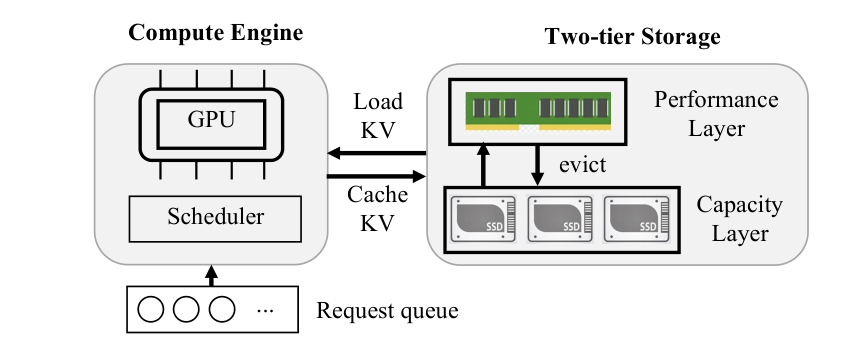 Compute Engine
Two-tier Storage
GPU
Scheduler
Load
KV
Cache
KV
Performance
Layer
evict
SSD
SSD
SSD
Capacity
Layer
...
Request queue